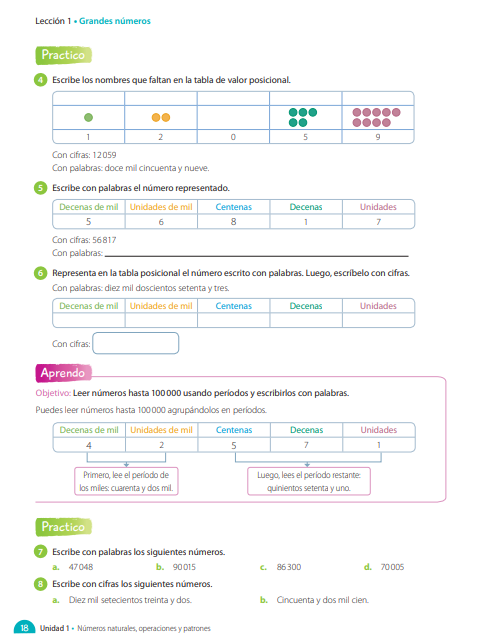 Lección 1 • Grandes números
Practico
4 Escribe los nombres que faltan en la tabla de valor posicional.
1 2 0 5 9
Con cifras: 12 059
Con palabras: doce mil cincuenta y nueve.
5 Escribe con palabras el número representado.
Decenas de mil Unidades de mil Centenas Decenas Unidades
5 6 8 1 7
Con cifras: 56 817
Con palabras:
6 Representa en la tabla posicional el número escrito con palabras. Luego, escríbelo con cifras.
Con palabras: diez mil doscientos setenta y tres.
Decenas de mil Unidades de mil Centenas Decenas Unidades
Con cifras:
Aprendo
Objetivo: Leer números hasta 100 000 usando períodos y escribirlos con palabras.
Puedes leer números hasta 100 000 agrupándolos en períodos.
Decenas de mil Unidades de mil Centenas Decenas Unidades
4 2 5 7 1
Primero, lee el período de
los miles: cuarenta y dos mil.
Luego, lees el período restante:
quinientos setenta y uno.
Practico
7 Escribe con palabras los siguientes números.
a. 47 048 b. 90 015 c. 86 300 d. 70 005
8 Escribe con cifras los siguientes números.
a. Diez mil setecientos treinta y dos. b. Cincuenta y dos mil cien.
18 Unidad 1 • Números naturales, operaciones y patrones